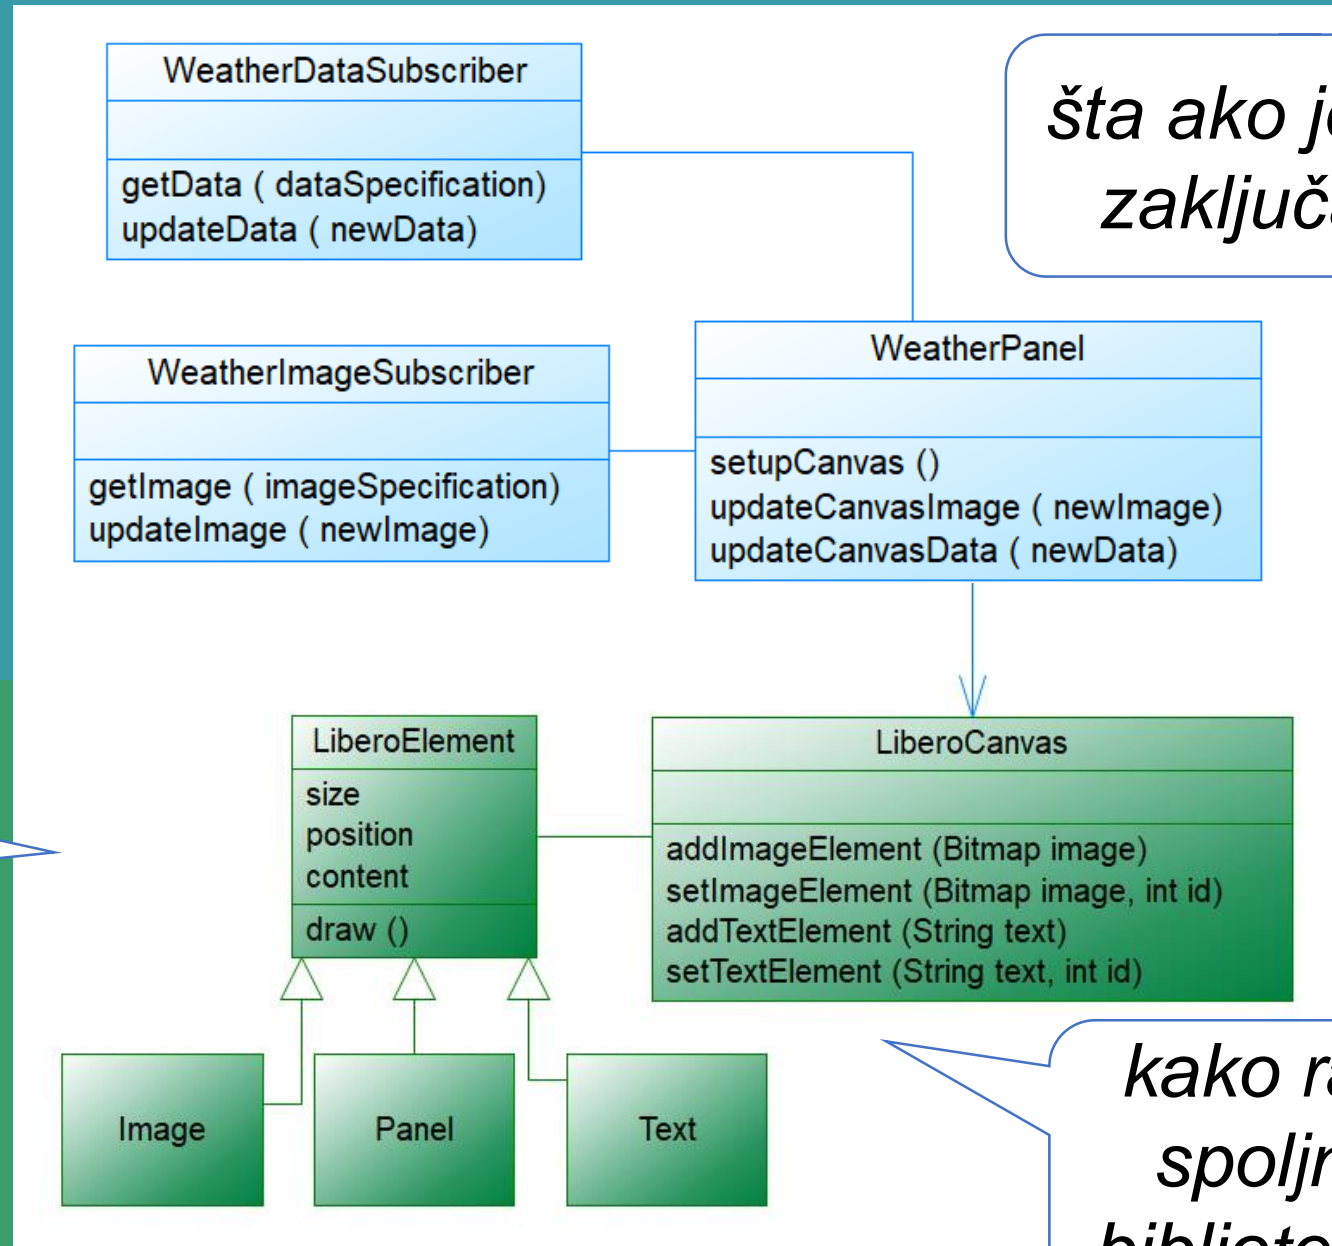 WeatherDataSubscriber
getData ( dataSpecification)
updateData ( newData)
šta ako
WeatherImageSubscriber
getImage ( imageSpecification)
updateImage ( newImage)
WeatherPanel
setupCanvas ()
updateCanvasImage ( newImage)
updateCanvasData ( newData)
LiberoElement
size
position
content
draw ()
LiberoCanvas
addImageElement (Bitmap image)
setImageElement (Bitmap image, int id)
addTextElement (String text)
setTextElement (String text, int id)
Image
Panel
Text
kako